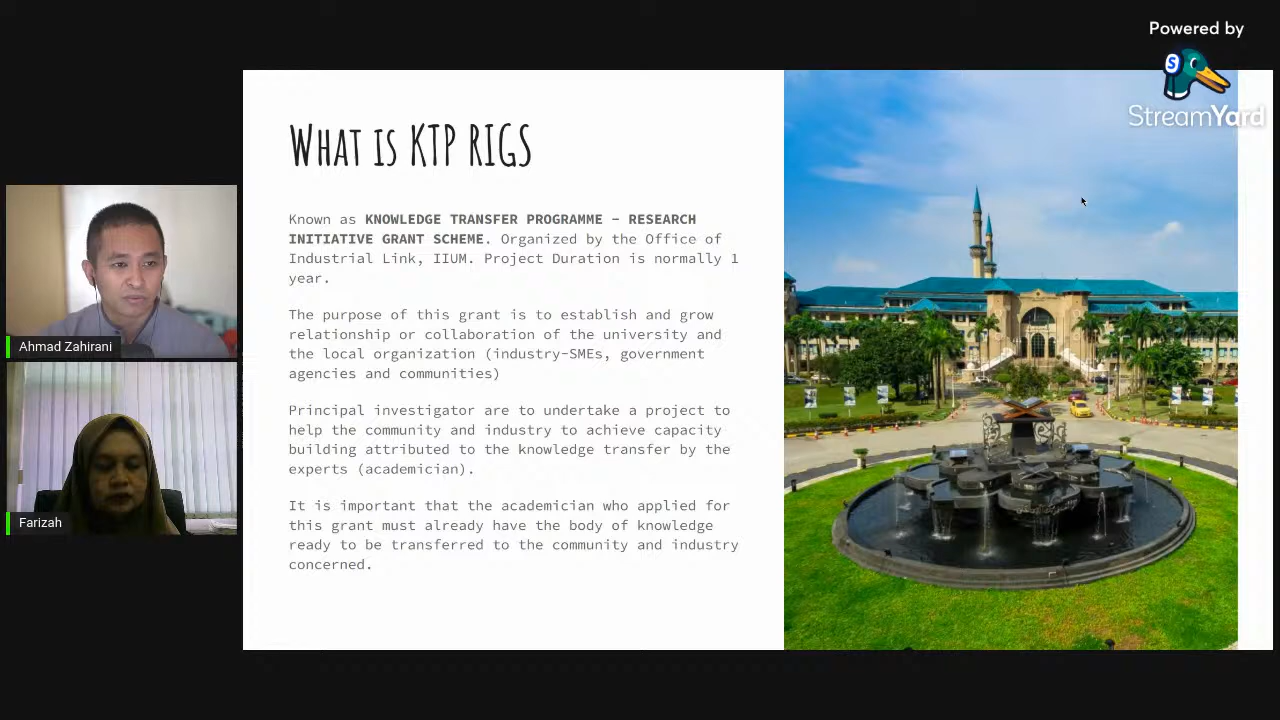 Powered by
StreamYard
WHAT IS KTP RIGS
Known as KNOWLEDGE TRANSFER PROGRAMME – RESEARCH
INITIATIVE GRANT SCHEME. Organized by the Office of
Industrial Link, IIUM. Project Duration is normally 1
year.
The purpose of this grant is to establish and grow
relationship or collaboration of the university and
the local organization (industry-SMEs, government
agencies and communities)
Principal investigator are to undertake a project to
help the community and industry to achieve capacity
building attributed to the knowledge transfer by the
experts (academician).
It is important that the academician who applied for
this grant must already have the body of knowledge
ready to be transferred to the community and industry
concerned.
Ahmad Zahirani
Farizah